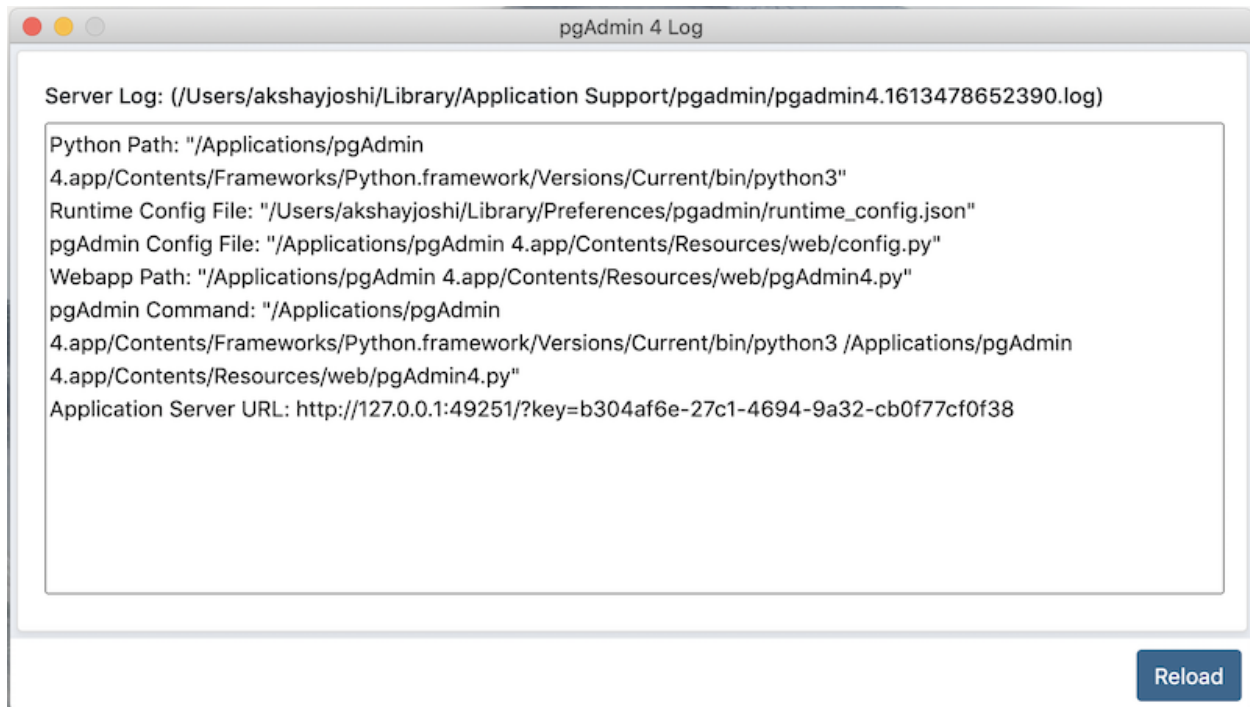 pgAdmin 4 Log
Server Log: (/Users/akshayjoshi/Library/Application Support/pgadmin/pgadmin4.1613478652390.log)
Python Path: "/Applications/pgAdmin
4.app/Contents/Frameworks/Python.framework/Versions/Current/bin/python3"
Runtime Config File: "/Users/akshayjoshi/Library/Preferences/pgadmin/runtime_config.json"
pgAdmin Config File: "/Applications/pgAdmin 4.app/Contents/Resources/web/config.py"
Webapp Path: "/Applications/pgAdmin 4.app/Contents/Resources/web/pgAdmin4.py"
pgAdmin Command: "/Applications/pgAdmin
4.app/Contents/Frameworks/Python.framework/Versions/Current/bin/python3 /Applications/pgAdmin
4.app/Contents/Resources/web/pgAdmin4.py"
Application Server URL: http://127.0.0.1:49251/?key=b304af6e-27c1-4694-9a32-cb0f77cf0f38
Reload